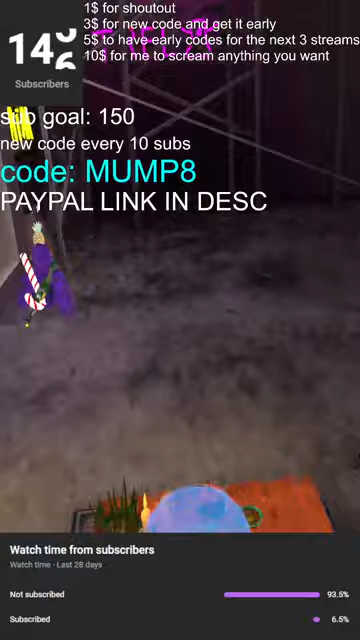 1$ for shoutout
3$ for new code and get it early
5$ to have early codes for the next 3 streams
10$ for me to scream anything you want
Subscribers
sub goal: 150
new code every 10 subs
code: MUMP8
PAYPAL LINK IN DESC
Watch time from subscribers
Watch time · Last 28 days
Not subscribed 93.5%
Subscribed 6.5%